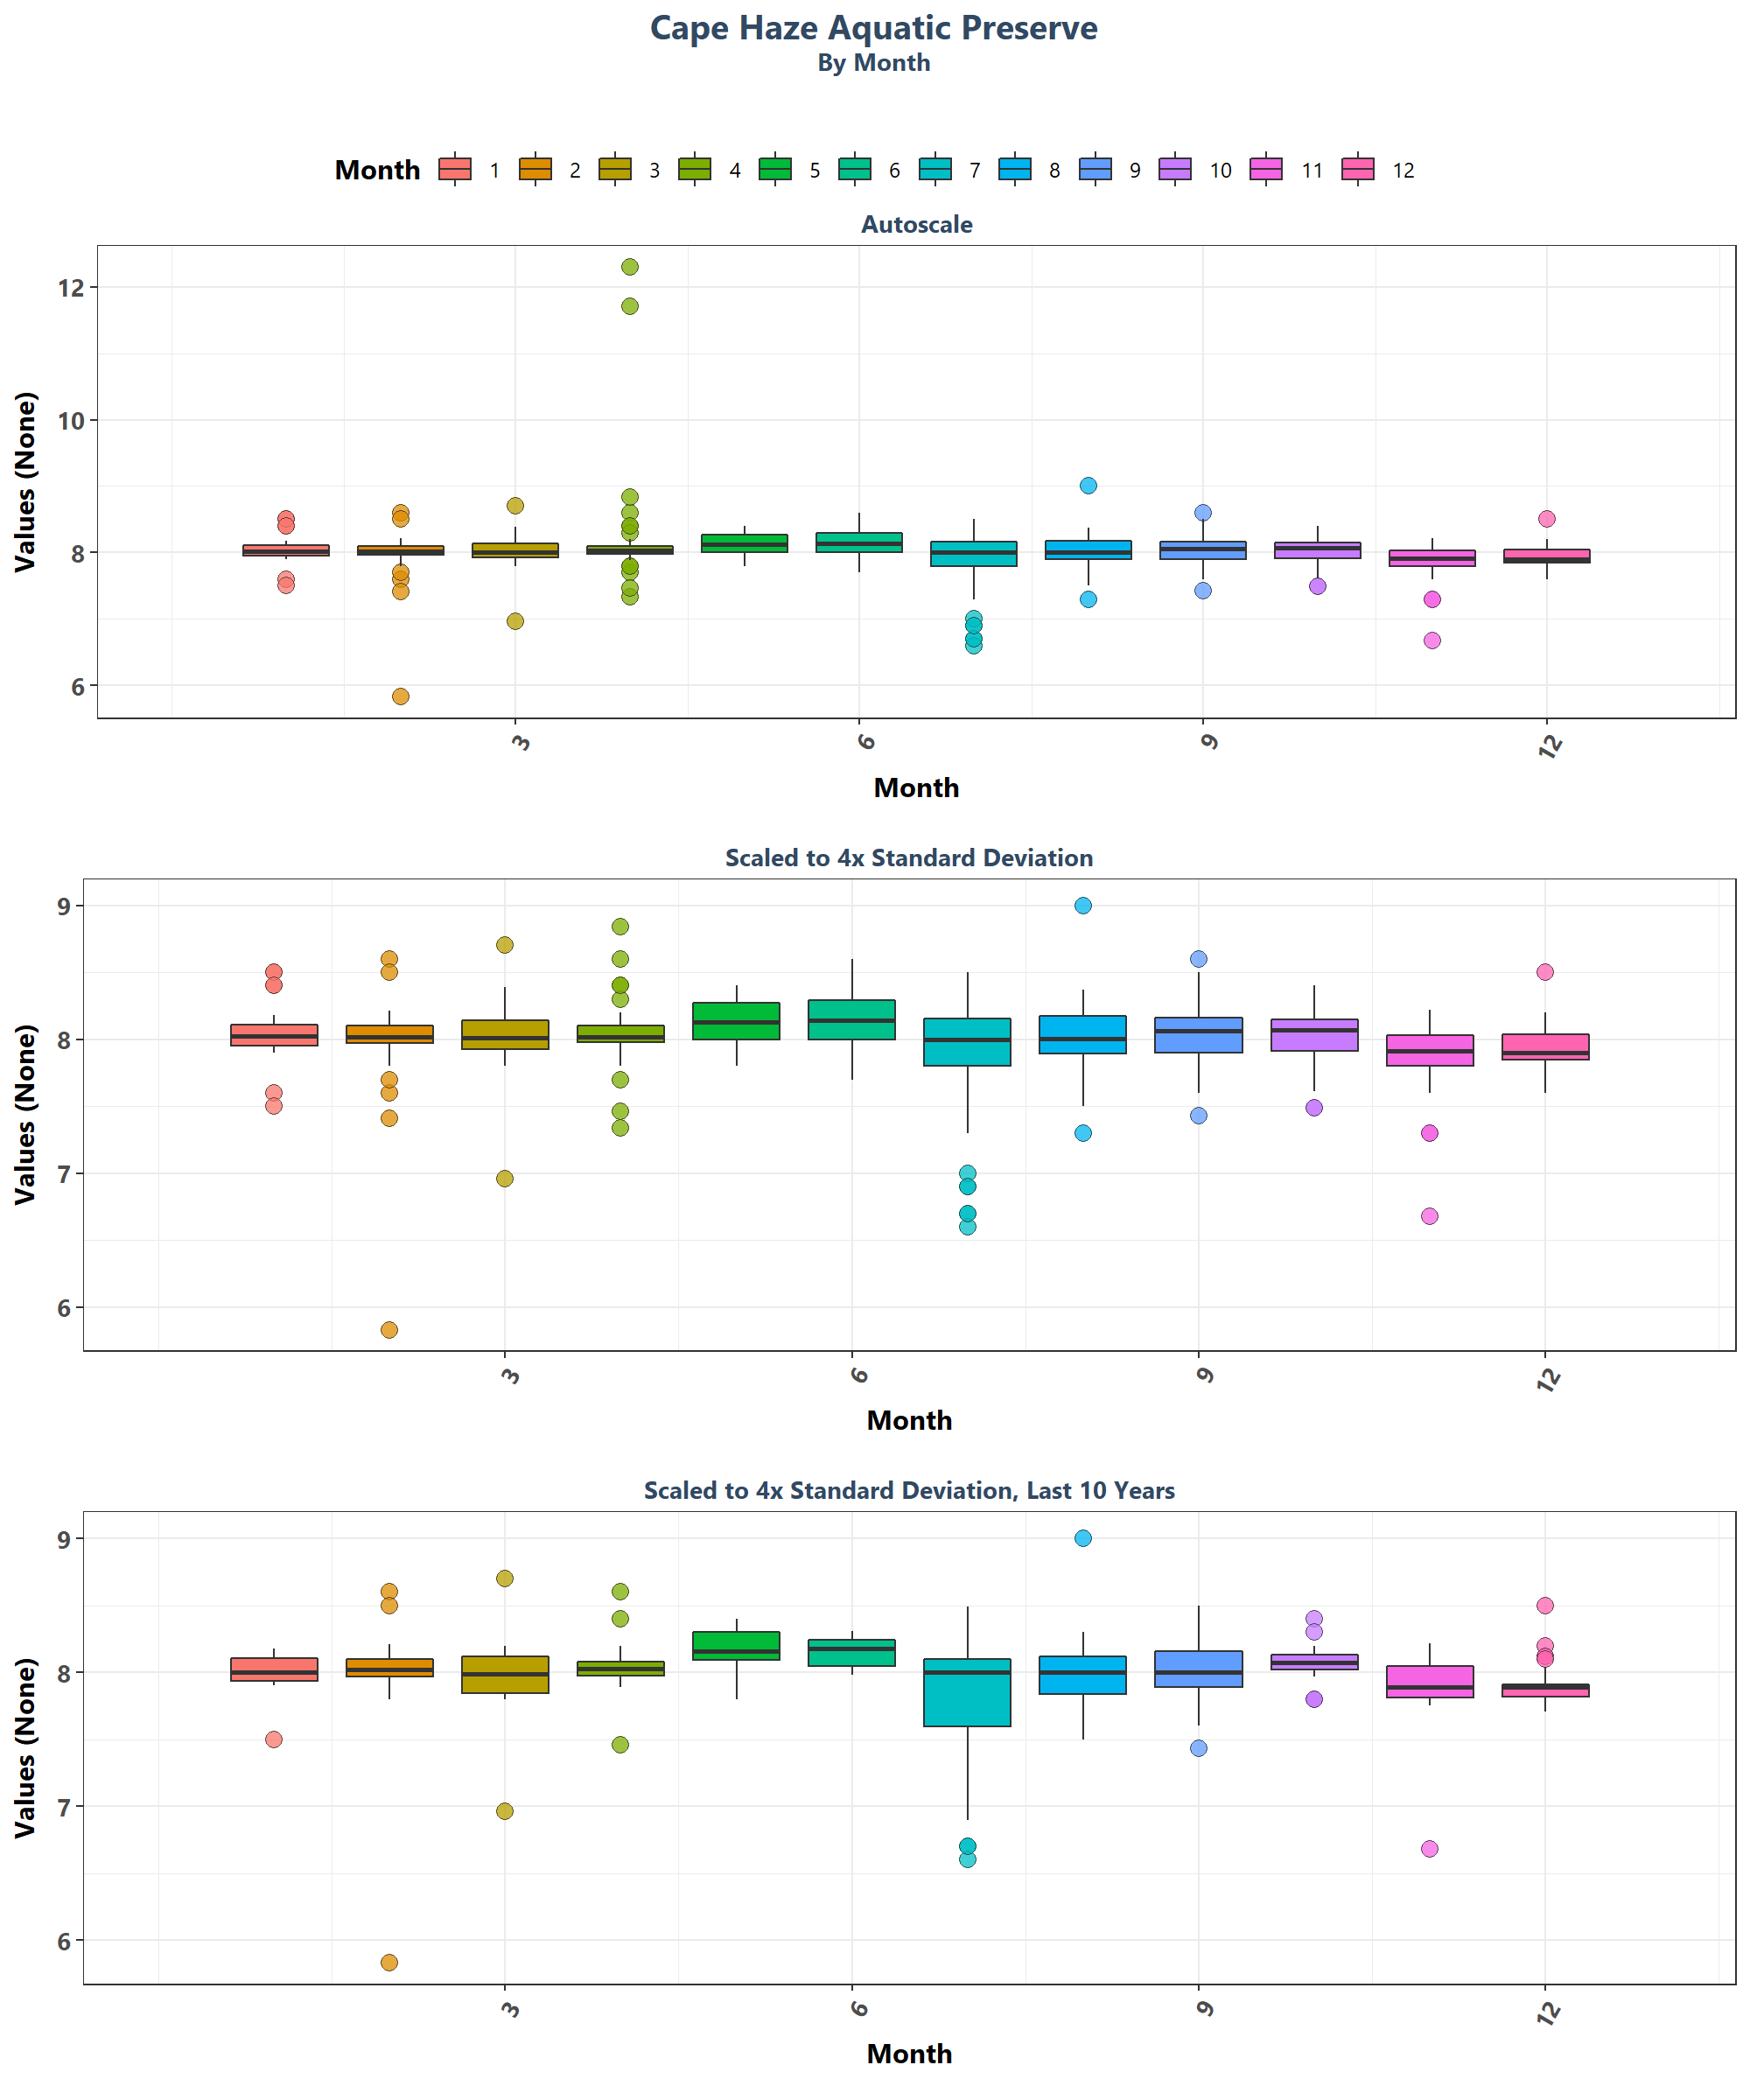 Cape Haze Aquatic Preserve
By Month
Month 1 2 3 4 5 6 7 8 9 10 11 12
Autoscale
Values (None)
12
10
8
6
3 6 9 12
Month
Scaled to 4x Standard Deviation
Values (None)
9
8
7
6
3 6 9 12
Month
Scaled to 4x Standard Deviation, Last 10 Years
Values (None)
9
8
7
6
3 6 9 12
Month